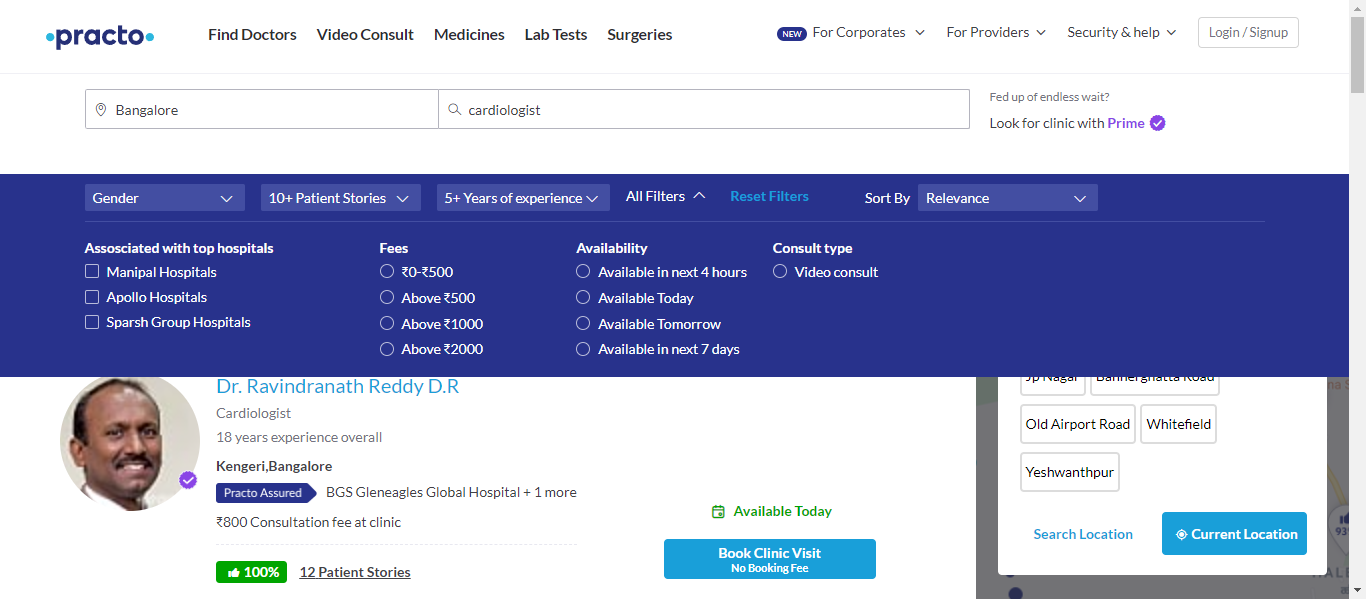 practo
Find Doctors Video Consult Medicines Lab Tests Surgeries
NEW For Corporates For Providers Security & help Login / Signup
Bangalore cardiologist
Fed up of endless wait?
Look for clinic with Prime
Gender 10+ Patient Stories 5+ Years of experience All Filters Reset Filters Sort By Relevance
Assosciated with top hospitals
Manipal Hospitals
Apollo Hospitals
Sparsh Group Hospitals
Fees
₹0-₹500
Above ₹500
Above ₹1000
Above ₹2000
Availability
Available in next 4 hours
Available Today
Available Tomorrow
Available in next 7 days
Consult type
Video consult
Dr. Ravindranath Reddy D.R
Cardiologist
18 years experience overall
Kengeri,Bangalore
Practo Assured BGS Gleneagles Global Hospital + 1 more
₹800 Consultation fee at clinic
100% 12 Patient Stories
Available Today
Book Clinic Visit
No Booking Fee
Jp Nagar Bannerghatta Road
Old Airport Road Whitefield
Yeshwanthpur
Search Location Current Location